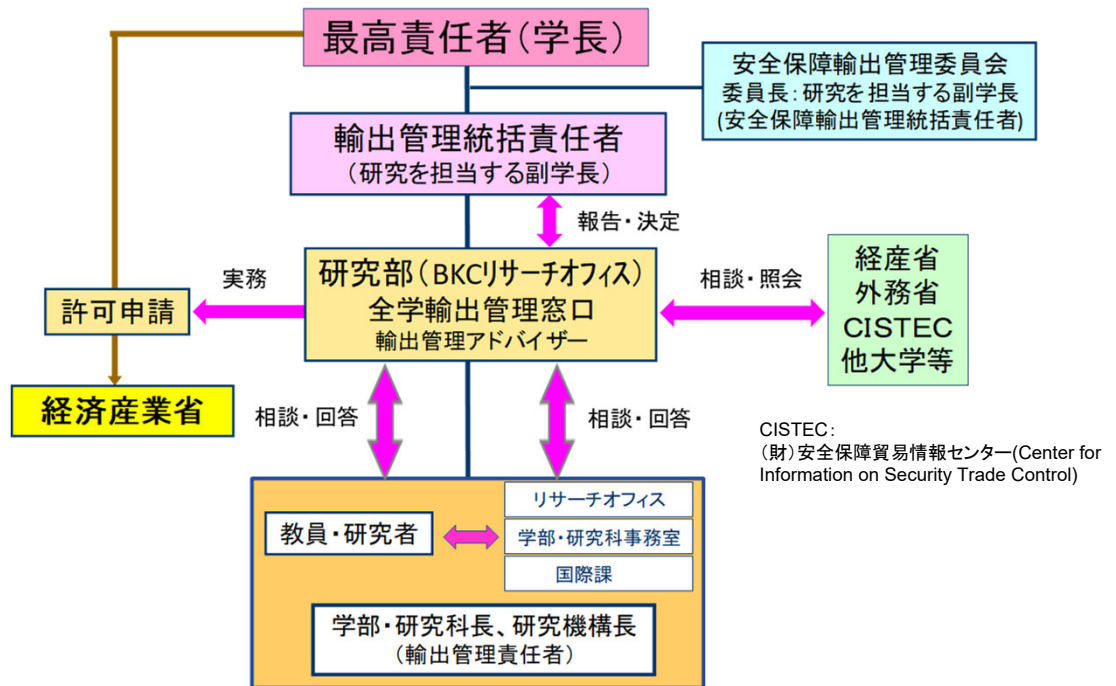 最高責任者(学長)
安全保障輸出管理委員会
委員長:研究を担当する副学長
(安全保障輸出管理統括責任者)
輸出管理統括責任者
(研究を担当する副学長)
報告・決定
研究部(BKCリサーチオフィス)
全学輸出管理窓口
輸出管理アドバイザー
実務
許可申請
経済産業省
相談・照会
経産省
外務省
CISTEC
他大学等
相談・回答
相談・回答
CISTEC:
(財)安全保障貿易情報センター(Center for
Information on Security Trade Control)
教員・研究者
リサーチオフィス
学部・研究科事務室
国際課
学部・研究科長、研究機構長
(輸出管理責任者)